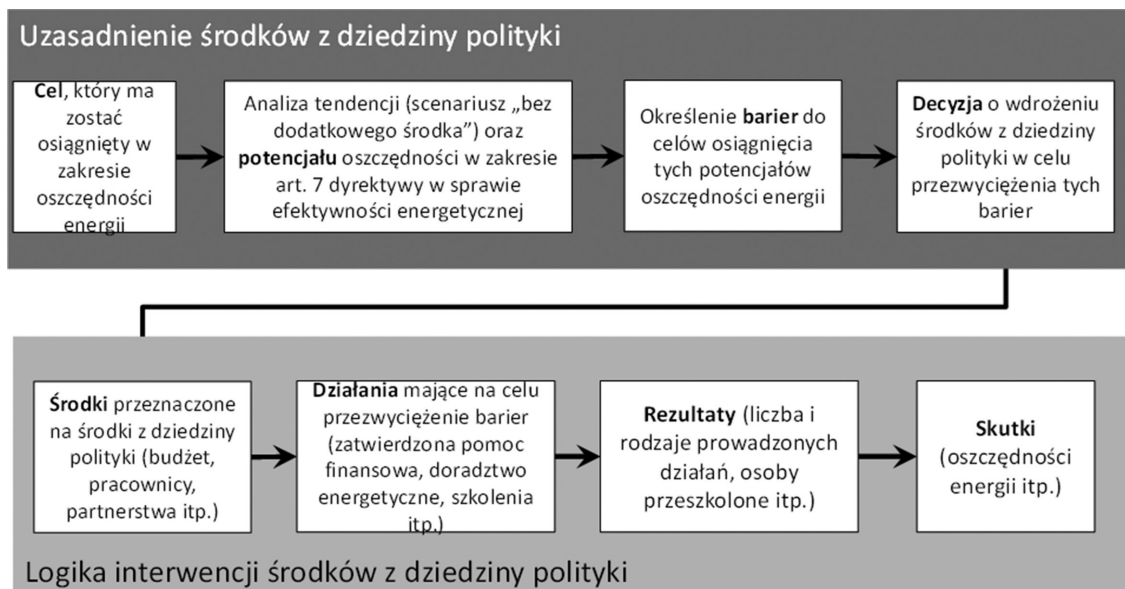 Uzasadnienie środków z dziedziny polityki
Cel, który ma
zostać
osiągnięty w
zakresie
oszczędności
energii
Analiza tendencji (scenariusz „bez
dodatkowego środka”) oraz
potencjału oszczędności w zakresie
art. 7 dyrektywy w sprawie
efektywności energetycznej
Określenie barier do
celów osiągnięcia
tych potencjałów
oszczędności energii
Decyzja o wdrożeniu
środków z dziedziny
polityki w celu
przezwyciężenia tych
barier
Środki przeznaczone
na środki z dziedziny
polityki (budżet,
pracownicy,
partnerstwa itp.)
Działania mające na celu
przezwyciężenie barier
(zatwierdzona pomoc
finansowa, doradztwo
energetyczne, szkolenia
itp.)
Rezultaty (liczba i
rodzaje prowadzonych
działań, osoby
przeszkolone itp.)
Skutki
(oszczędności
energii itp.)
Logika interwencji środków z dziedziny polityki